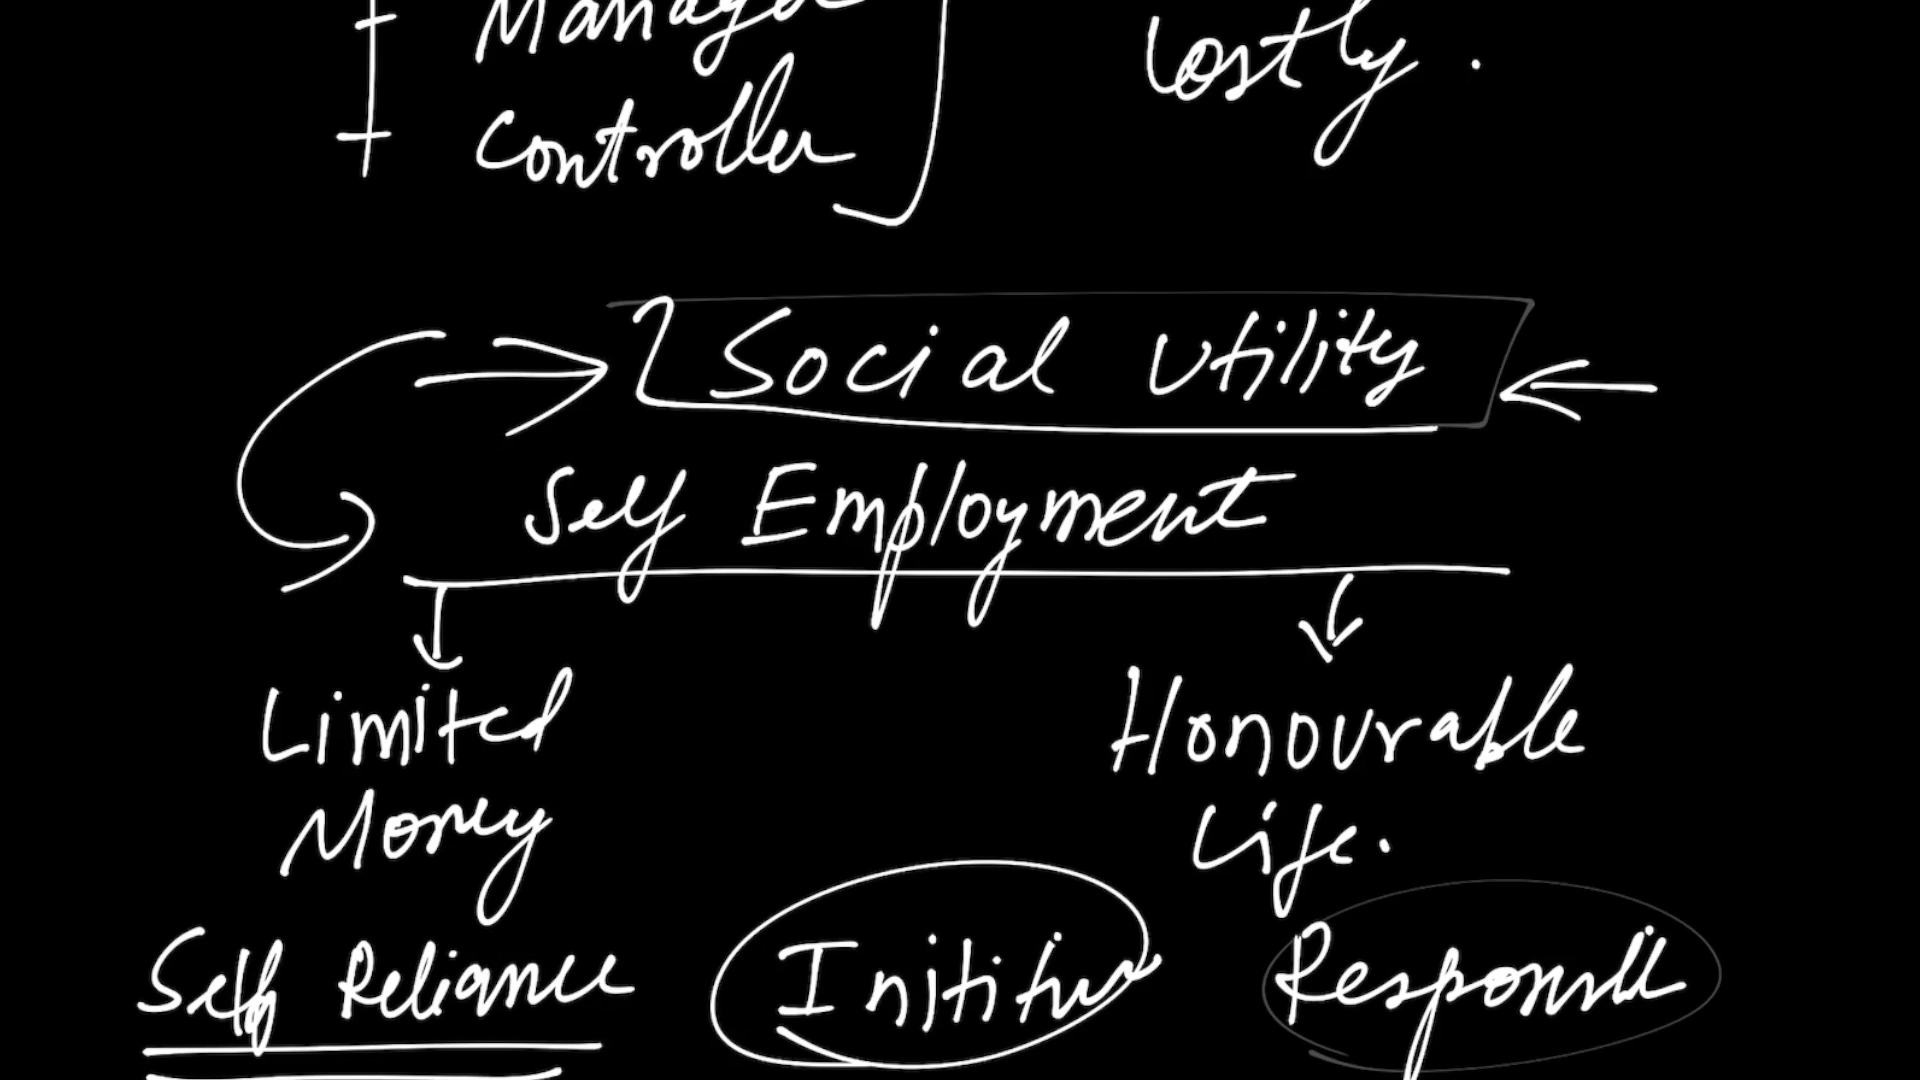 Manager
Costly.
Controller
Social Utility
Self Employment
Limited Honourable
Money Life.
Self Reliance